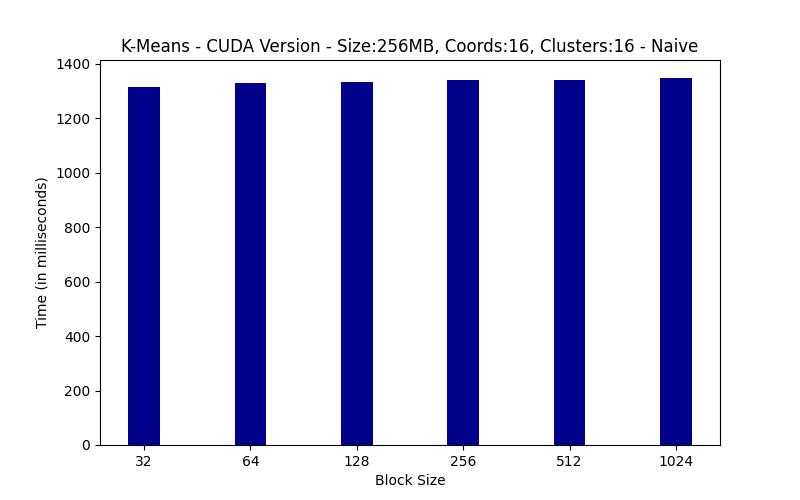 K-Means - CUDA Version - Size:256MB, Coords:16, Clusters:16 - Naive
1400
1200
1000
800
600
400
200
0
Time (in milliseconds)
32 64 128 256 512 1024
Block Size